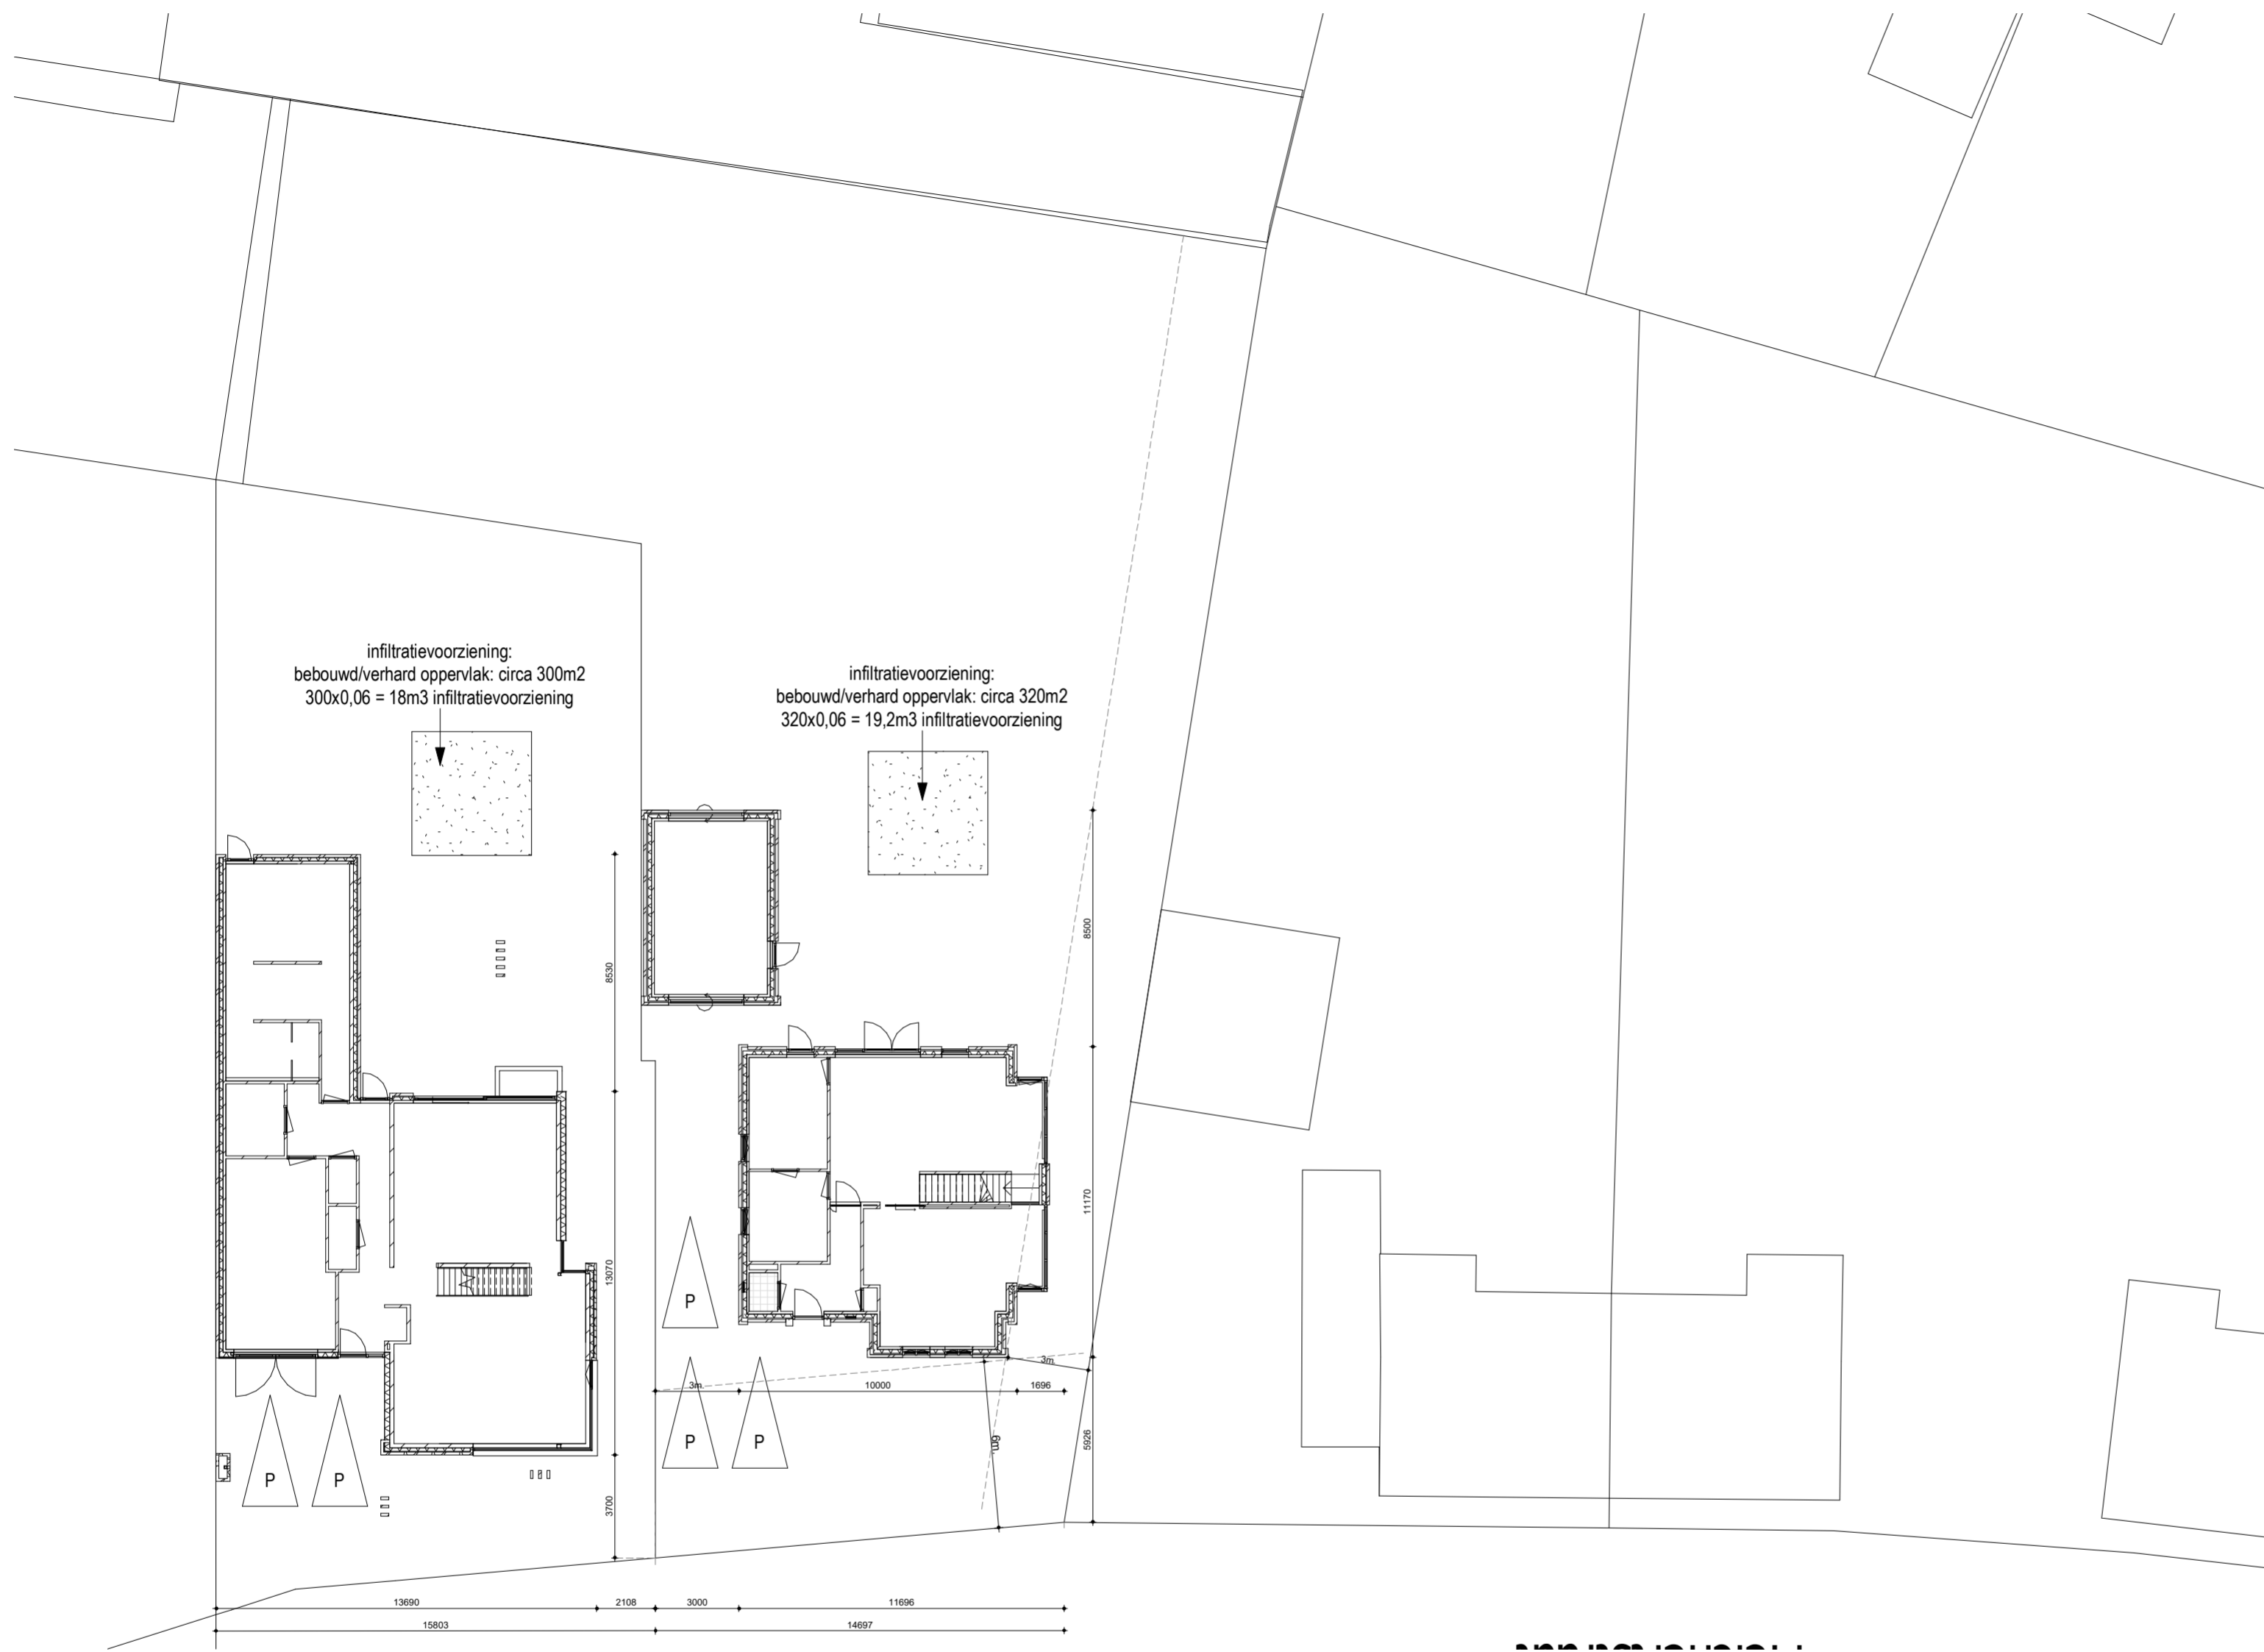 infiltratievoorziening:
bebouwd/verhard oppervlak: circa 300m2
300x0,06 = 18m3 infiltratievoorziening
infiltratievoorziening:
bebouwd/verhard oppervlak: circa 320m2
320x0,06 = 19,2m3 infiltratievoorziening
8530
8500
13070
11170
P
3m.
3m.
10000
1696
P
P
6m.
5926
P
P
3700
13690
2108
3000
11696
15803
14697